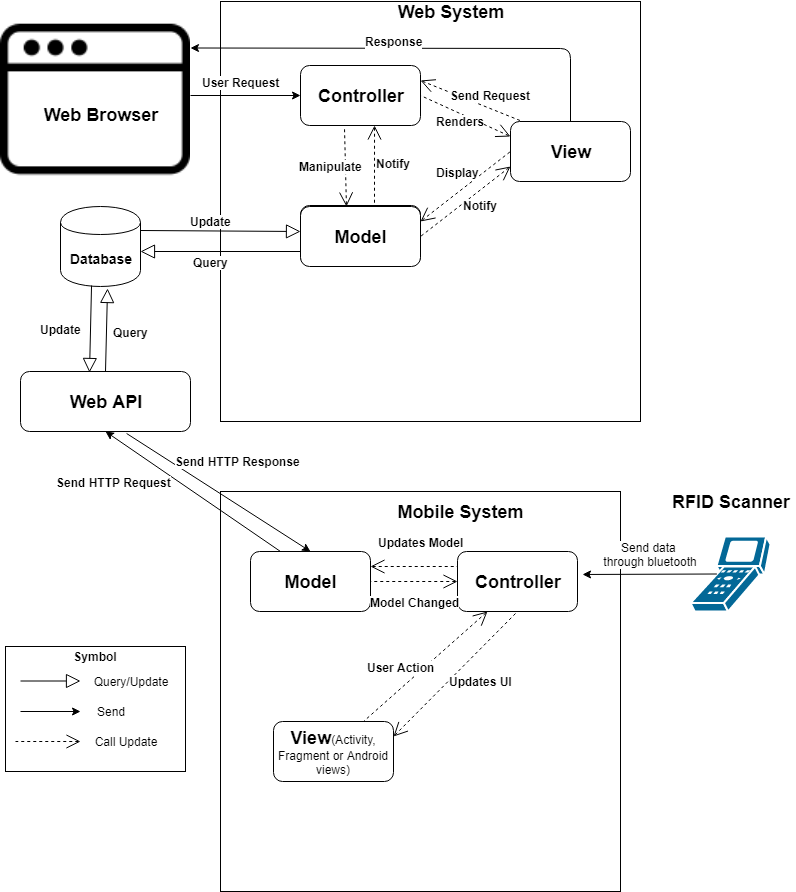 Web System
Response
Web Browser
User Request
Controller
Send Request
Renders
View
Manipulate
Notify
Display
Notify
Model
Update
Query
Database
Update
Query
Web API
Send HTTP Response
Send HTTP Request
Mobile System
RFID Scanner
Updates Model
Send data
through bluetooth
Model
Controller
Model Changed
User Action
Updates UI
View(Activity,
Fragment or Android
views)
Symbol
Query/Update
Send
Call Update